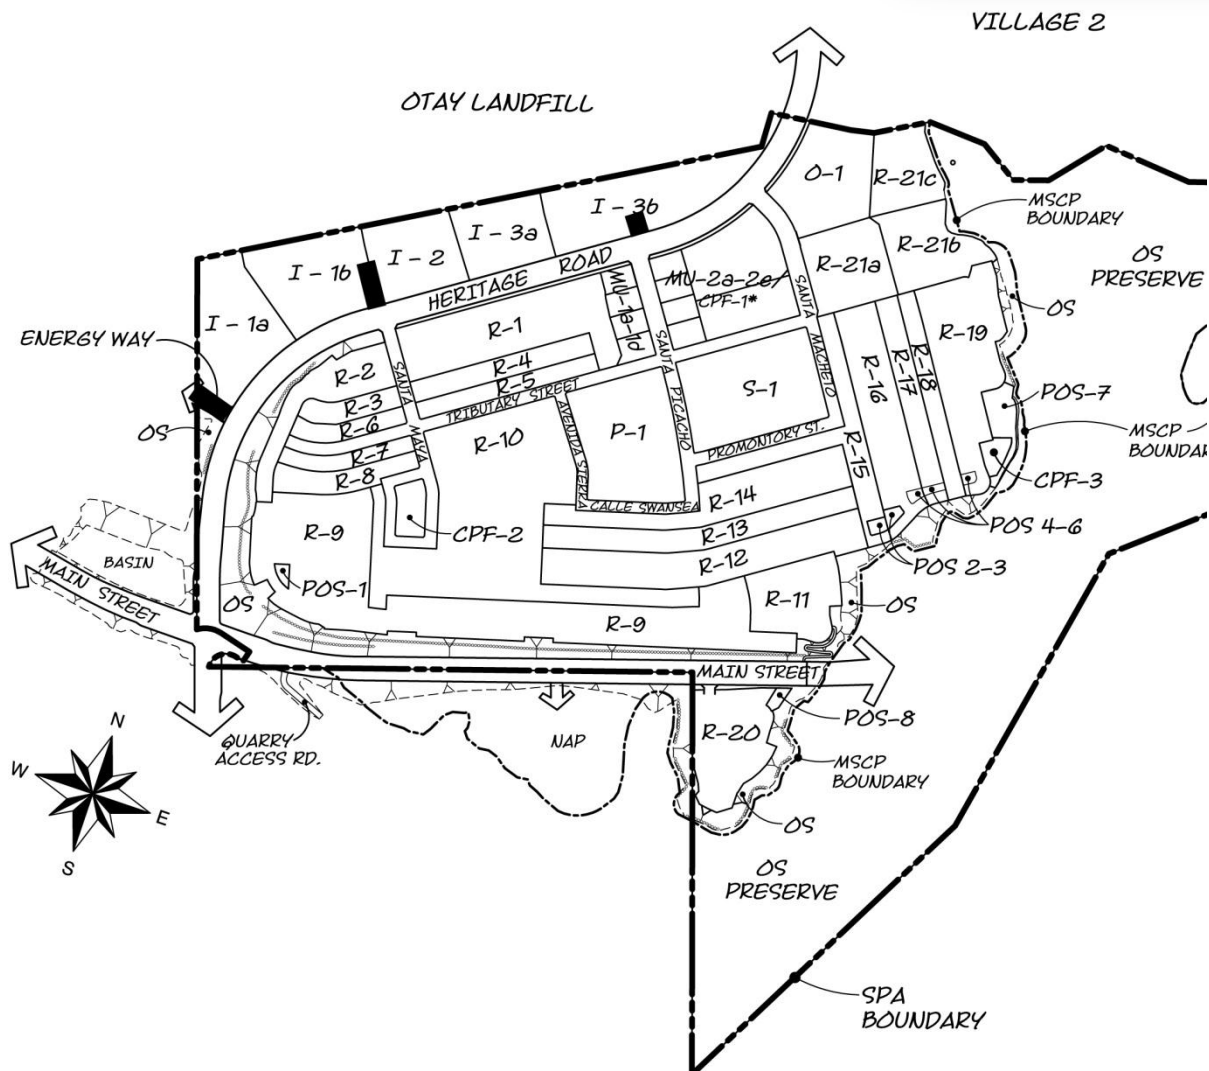 VILLAGE 2
OTAY LANDFILL
O-1
R-21c
MSCP
BOUNDARY
I - 3b
I - 3a
I - 2
I - 1b
I - 1a
HERITAGE ROAD
R-21b
R-21a
OS
PRESERVE
MU-2a-2e/
CPF-1*
MU-1a-1d
SANTA MACHETO
OS
ENERGY WAY
R-1
R-2
R-4
R-5
R-3
R-6
R-7
R-8
SANTA MAYA
TRIBUTARY STREET
SANTA PICACHO
S-1
R-16
R-17
R-18
R-19
POS-7
OS
R-10
AVENIDA SIERRA
P-1
PROMONTORY ST.
R-15
MSCP
CPF-3
CALLE SWANSEA
R-14
R-13
R-12
POS 4-6
POS 2-3
R-9
CPF-2
BASIN
MAIN STREET
POS-1
OS
R-11
OS
R-9
MAIN STREET
POS-8
R-20
QUARRY
ACCESS RD.
NAP
MSCP
BOUNDARY
OS
OS
PRESERVE
N
W
E
S
SPA
BOUNDARY